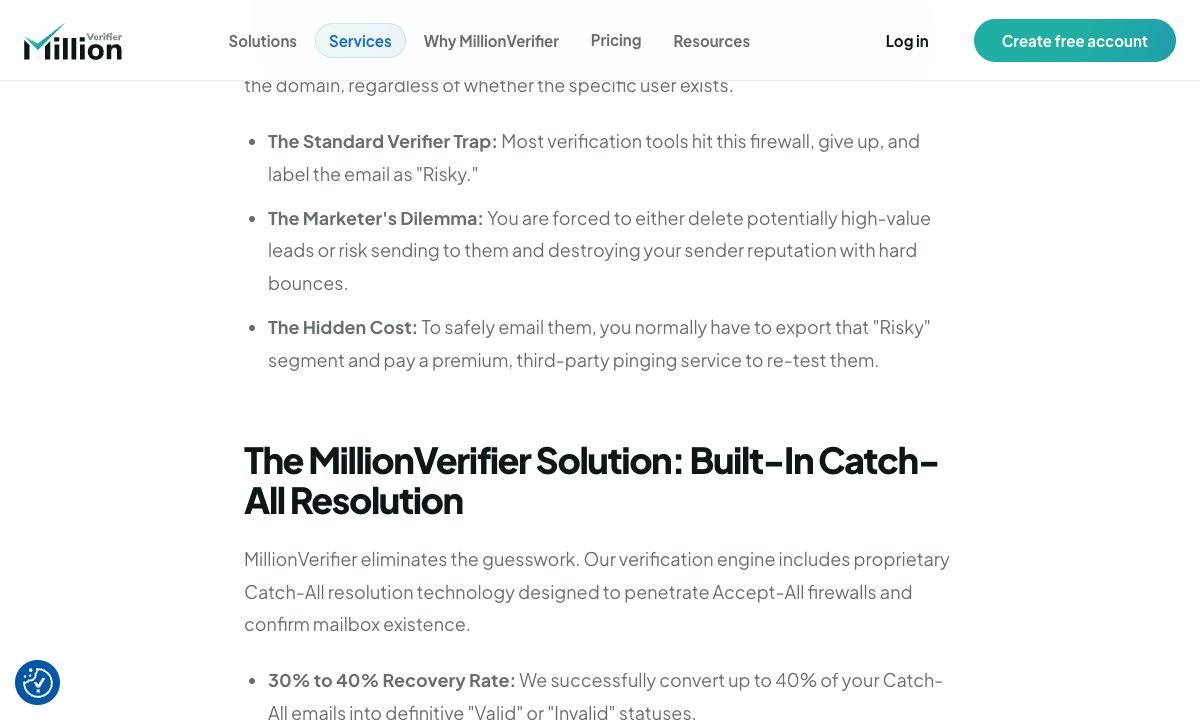 Million Verifier
Solutions
Services
Why MillionVerifier
Pricing
Resources
Log in
Create free account
the domain, regardless of whether the specific user exists.
• The Standard Verifier Trap: Most verification tools hit this firewall, give up, and
label the email as "Risky."
• The Marketer's Dilemma: You are forced to either delete potentially high-value
leads or risk sending to them and destroying your sender reputation with hard
bounces.
• The Hidden Cost: To safely email them, you normally have to export that "Risky"
segment and pay a premium, third-party pinging service to re-test them.
The MillionVerifier Solution: Built-In Catch-
All Resolution
MillionVerifier eliminates the guesswork. Our verification engine includes proprietary
Catch-All resolution technology designed to penetrate Accept-All firewalls and
confirm mailbox existence.
• 30% to 40% Recovery Rate: We successfully convert up to 40% of your Catch-
All emails into definitive "Valid" or "Invalid" statuses.